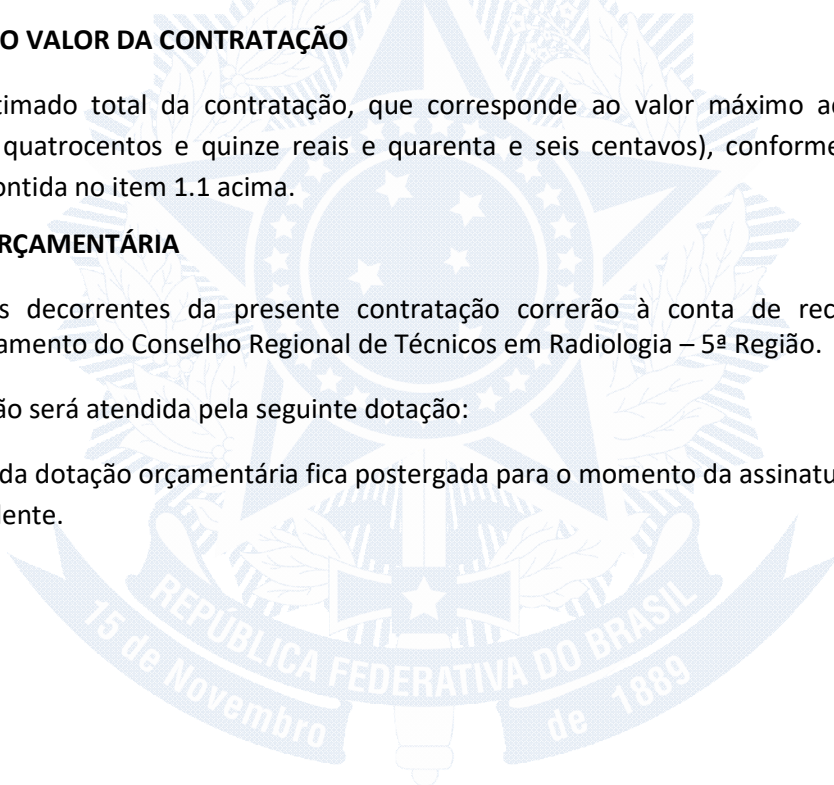 O VALOR DA CONTRATAÇÃO
timado total da contratação, que corresponde ao valor máximo ac
quatrocentos e quinze reais e quarenta e seis centavos), conforme
ontida no item 1.1 acima.
RÇAMENTÁRIA
s decorrentes da presente contratação correrão à conta de rec
amento do Conselho Regional de Técnicos em Radiologia – 5ª Região.
ão será atendida pela seguinte dotação:
da dotação orçamentária fica postergada para o momento da assinatu
dente.
REPÚBLICA FEDERATIVA DO BRASIL
15 de Novembro de 1889